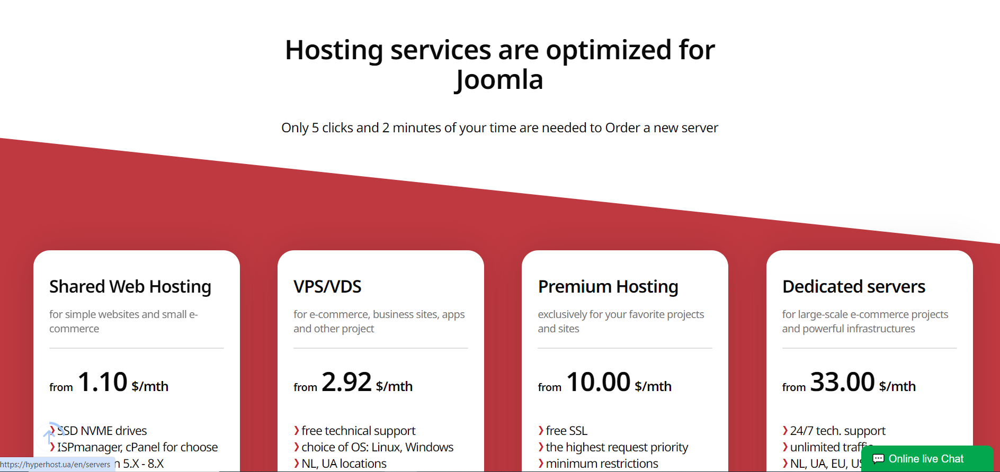 Hosting services are optimized for
Joomla
Only 5 clicks and 2 minutes of your time are needed to Order a new server
Shared Web Hosting
for simple websites and small e-
commerce
from 1.10 $/mth
❯ SSD NVME drives
❯ ISPmanager, cPanel for choose
5.X - 8.X
VPS/VDS
for e-commerce, business sites, apps
and other project
from 2.92 $/mth
❯ free technical support
❯ choice of OS: Linux, Windows
❯ NL, UA locations
Premium Hosting
exclusively for your favorite projects
and sites
from 10.00 $/mth
❯ free SSL
❯ the highest request priority
❯ minimum restrictions
Dedicated servers
for large-scale e-commerce projects
and powerful infrastructures
from 33.00 $/mth
❯ 24/7 tech. support
❯ unlimited traffic
❯ NL, UA, EU,
Online live Chat
https://hyperhost.ua/en/servers